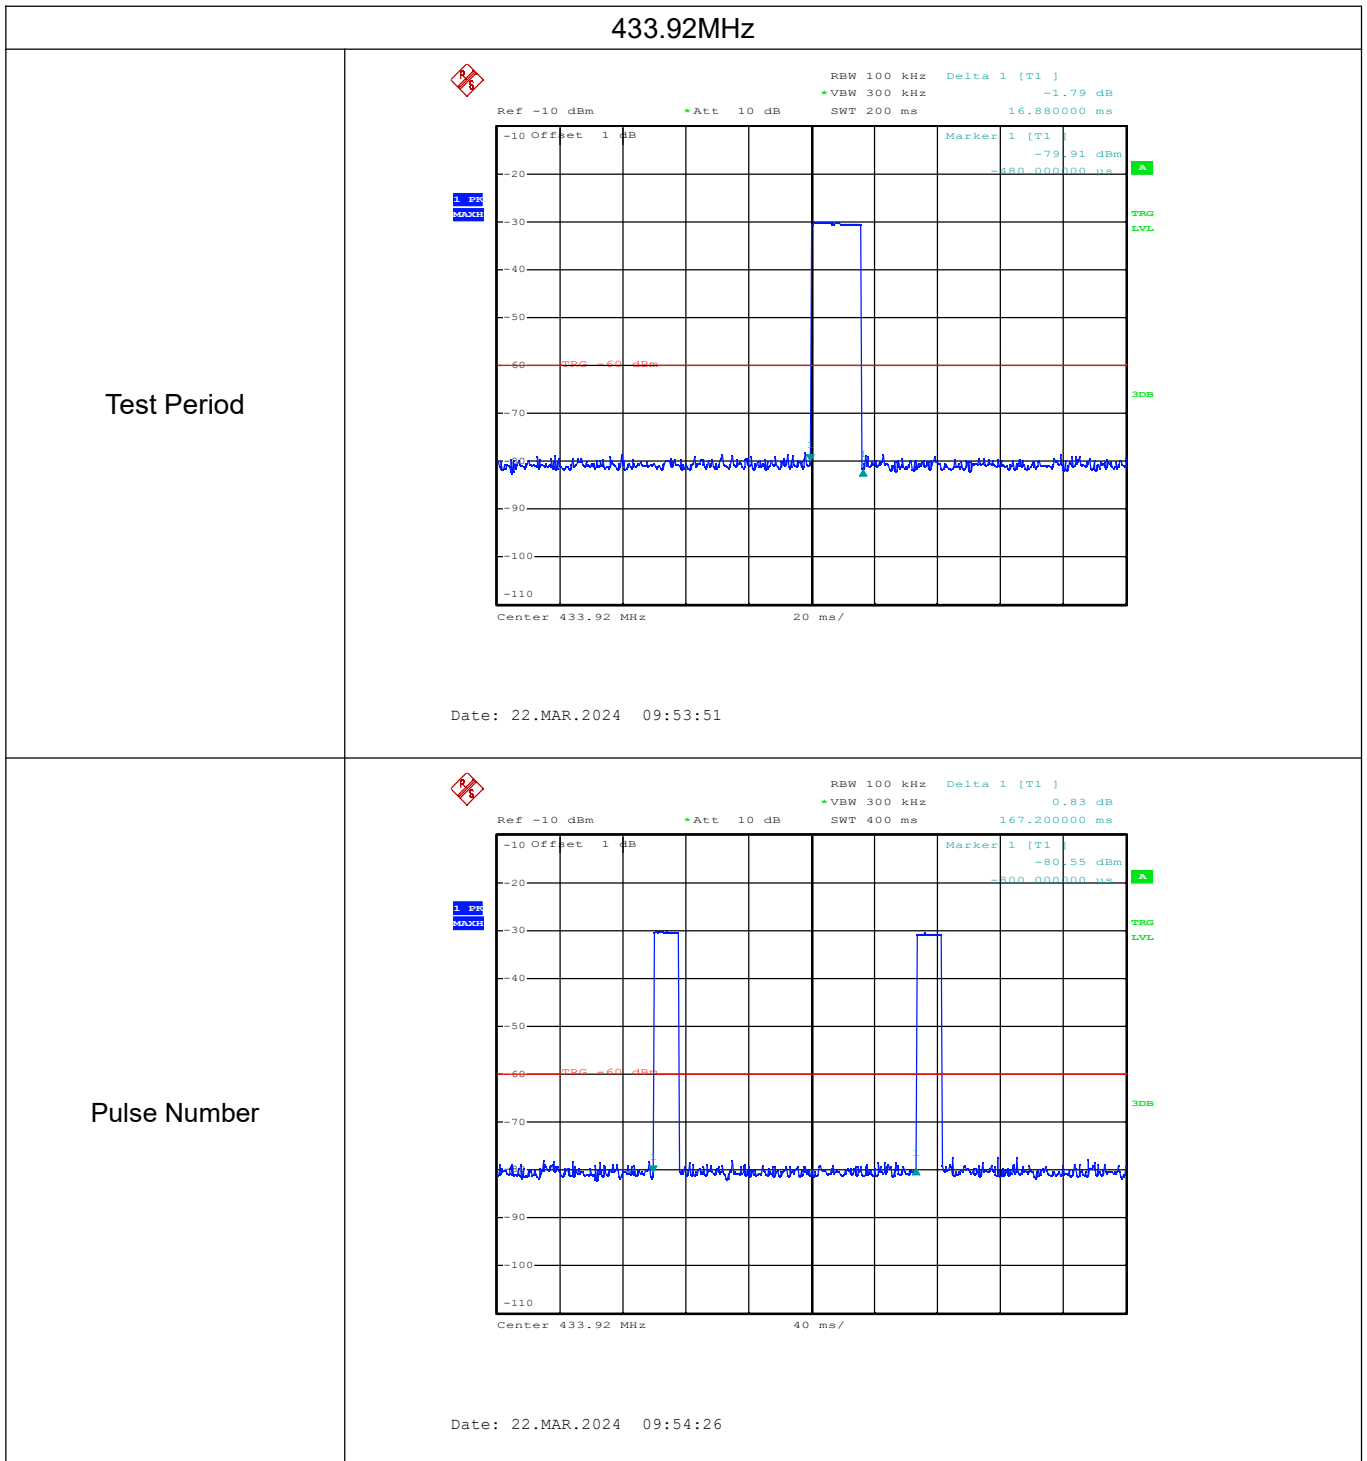 433.92MHz
Test Period
R S
RBW 100 kHz Delta 1 [T1 ]
*VBW 300 kHz -1.79 dB
Ref -10 dBm *Att 10 dB SWT 200 ms 16.880000 ms
-10 Offset 1 dB Marker 1 [T1 ]
-79.91 dBm
-480.000000 µs
A
-20
1 PK
MAXH
TRG
LVL
-30
-40
-50
-60 TRG -60 dBm
3DB
-70
1
-80
-90
-100
-110
Center 433.92 MHz 20 ms/
Date: 22.MAR.2024 09:53:51
Pulse Number
R S
RBW 100 kHz Delta 1 [T1 ]
*VBW 300 kHz 0.83 dB
Ref -10 dBm *Att 10 dB SWT 400 ms 167.200000 ms
-10 Offset 1 dB Marker 1 [T1 ]
-80.55 dBm
-800.000000 µs
A
-20
1 PK
MAXH
TRG
LVL
-30
-40
-50
-60 TRG -60 dBm
3DB
-70
1 1
-80
-90
-100
-110
Center 433.92 MHz 40 ms/
Date: 22.MAR.2024 09:54:26